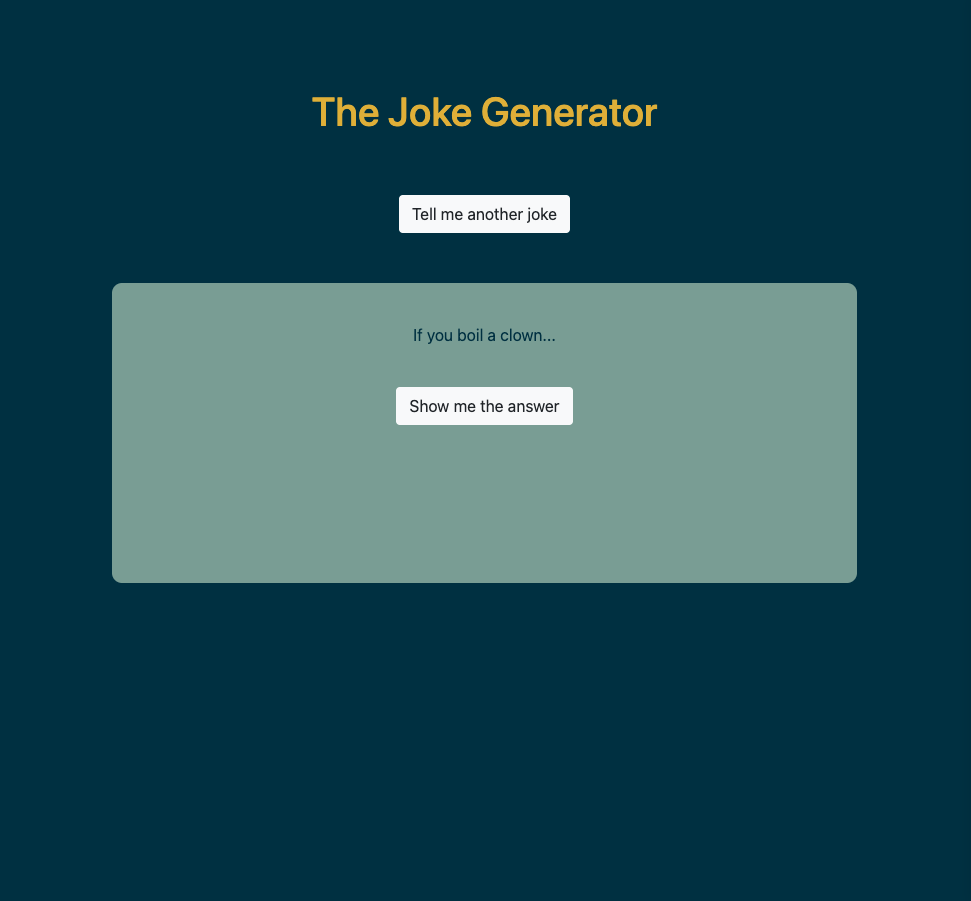 The Joke Generator
Tell me another joke
If you boil a clown...
Show me the answer